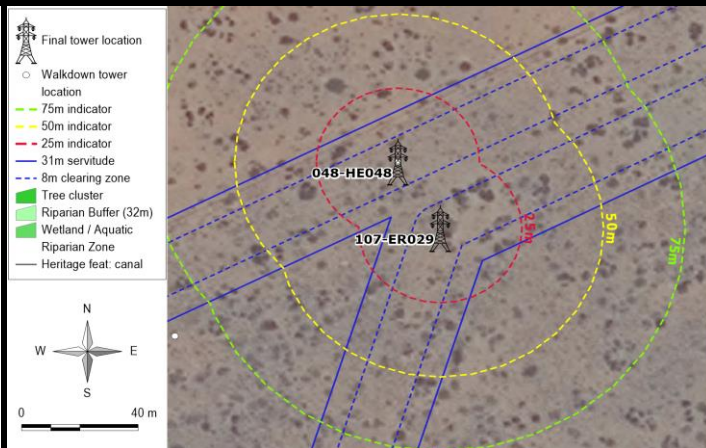 Final tower location
Walkdown tower
location
75m indicator
50m indicator
25m indicator
31m servitude
8m clearing zone
Tree cluster
Riparian Buffer (32m)
Wetland / Aquatic
Riparian Zone
Heritage feat: canal
N
W E
S
0 40 m
048-HE048
107-ER029
25m
50m
75m